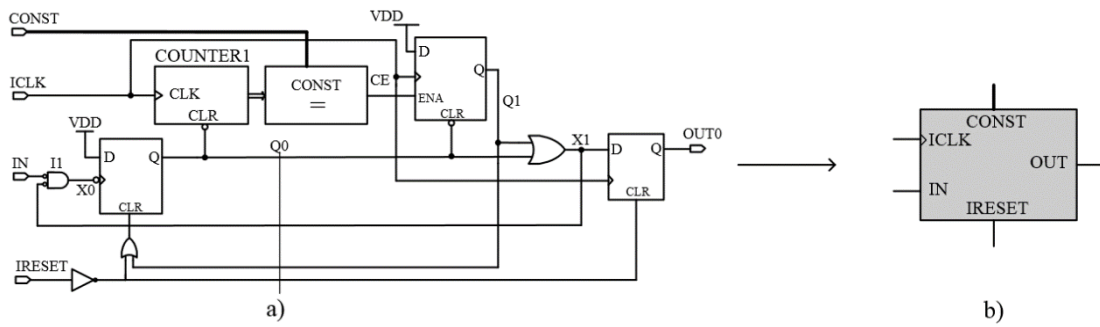 CONST
VDD
D
Q
COUNTER1
ICLK
CLK
CLR
CONST
=
CE
ENA
CLR
Q1
VDD
D
Q
CLR
IN
I1
X0
Q0
X1
D
Q
CLR
OUT0
IRESET
a)
CONST
ICLK
OUT
IN
IRESET
b)